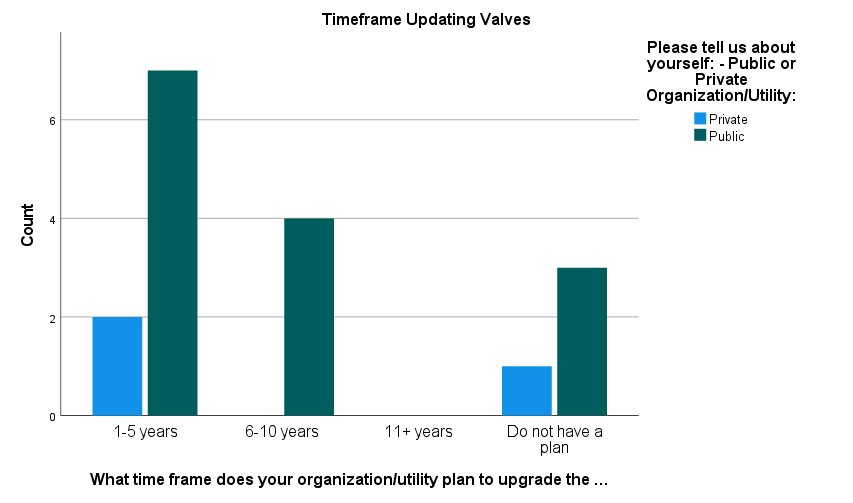 Timeframe Updating Valves
Please tell us about
yourself: - Public or
Private
Organization/Utility:
Private
Public
Count
6
4
2
0
1-5 years
6-10 years
11+ years
Do not have a
plan
What time frame does your organization/utility plan to upgrade the ...